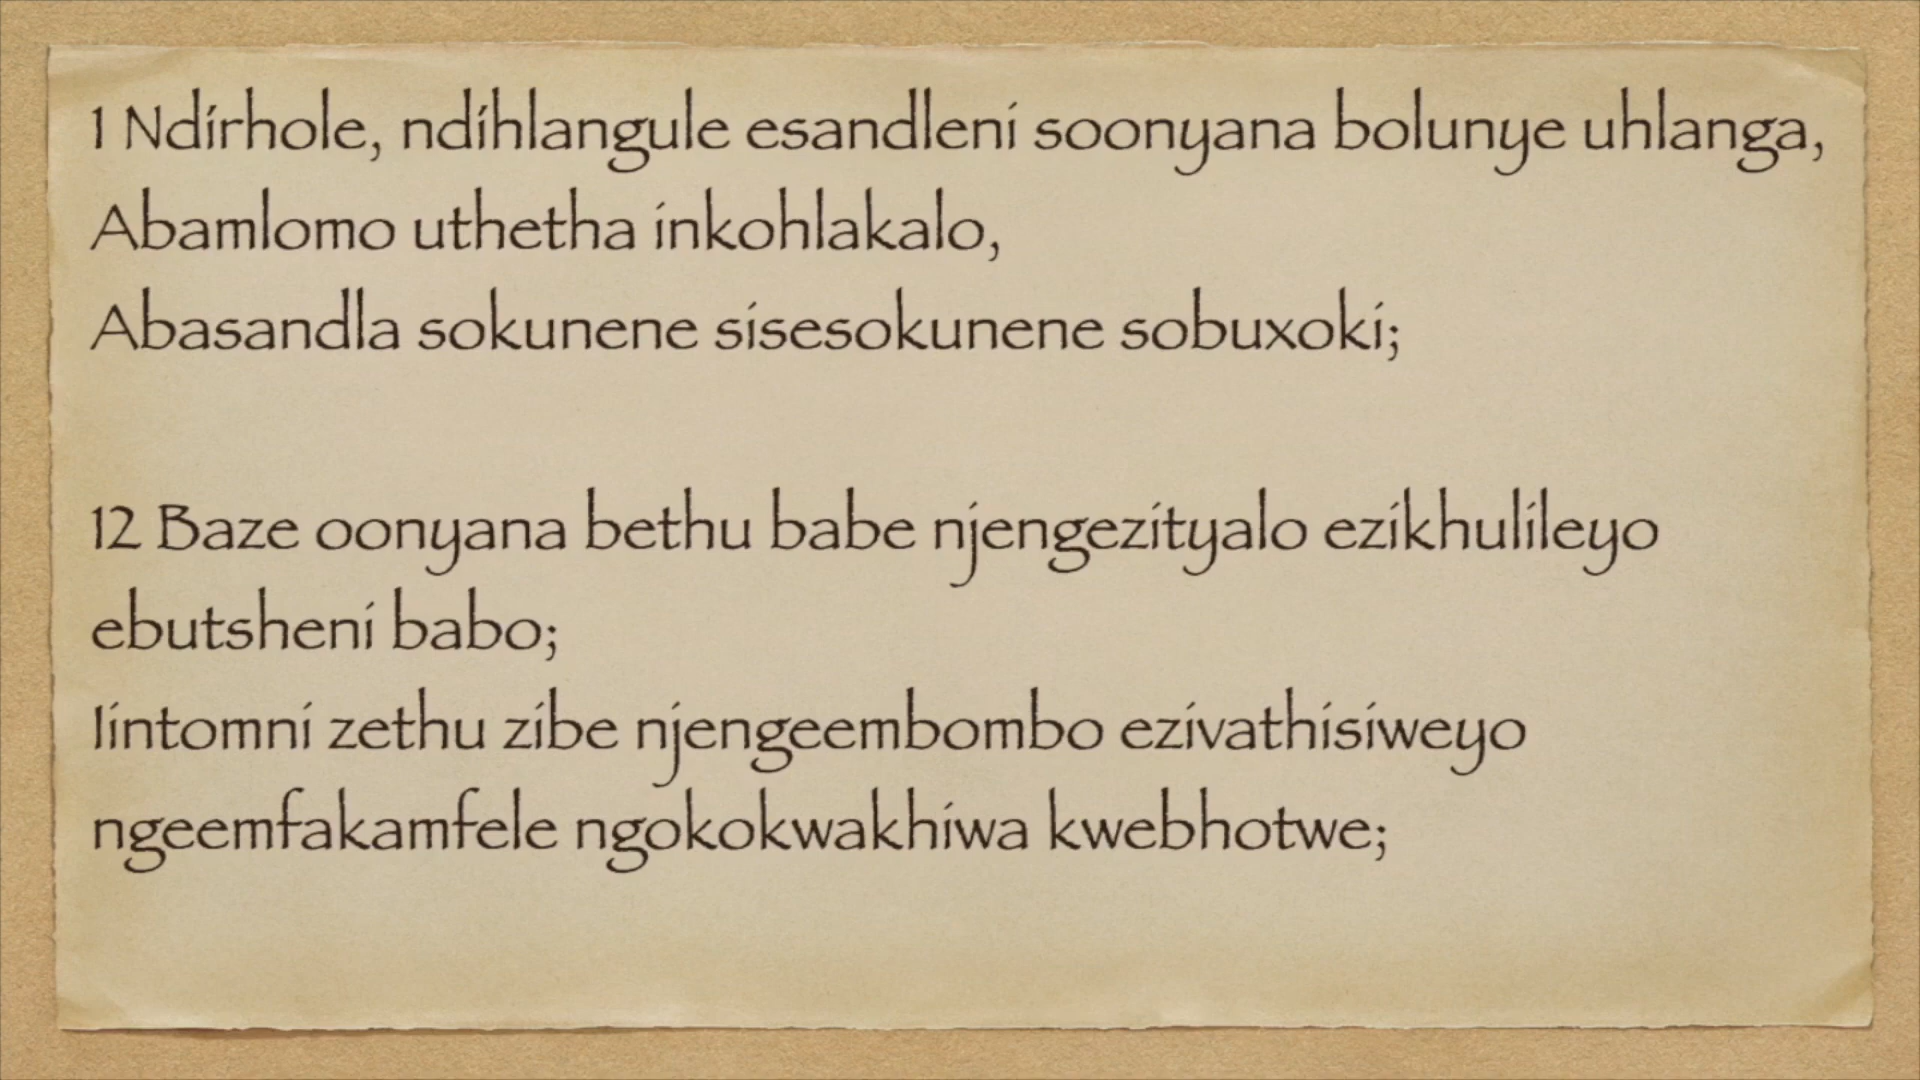 1 Ndirhole, ndihlangule esandleni soonyana bolunye uhlanga,
Abamlomo uthetha inkohlakalo,
Abasandla sokunene sisesokunene sobuxoki;
12 Baze oonyana bethu babe njengezityalo ezikhulileyo
ebutsheni babo;
Iintomni zethu zibe njengeembombo ezivathisiweyo
ngeemfakamfele ngokokwakhiwa kwebhotwe;